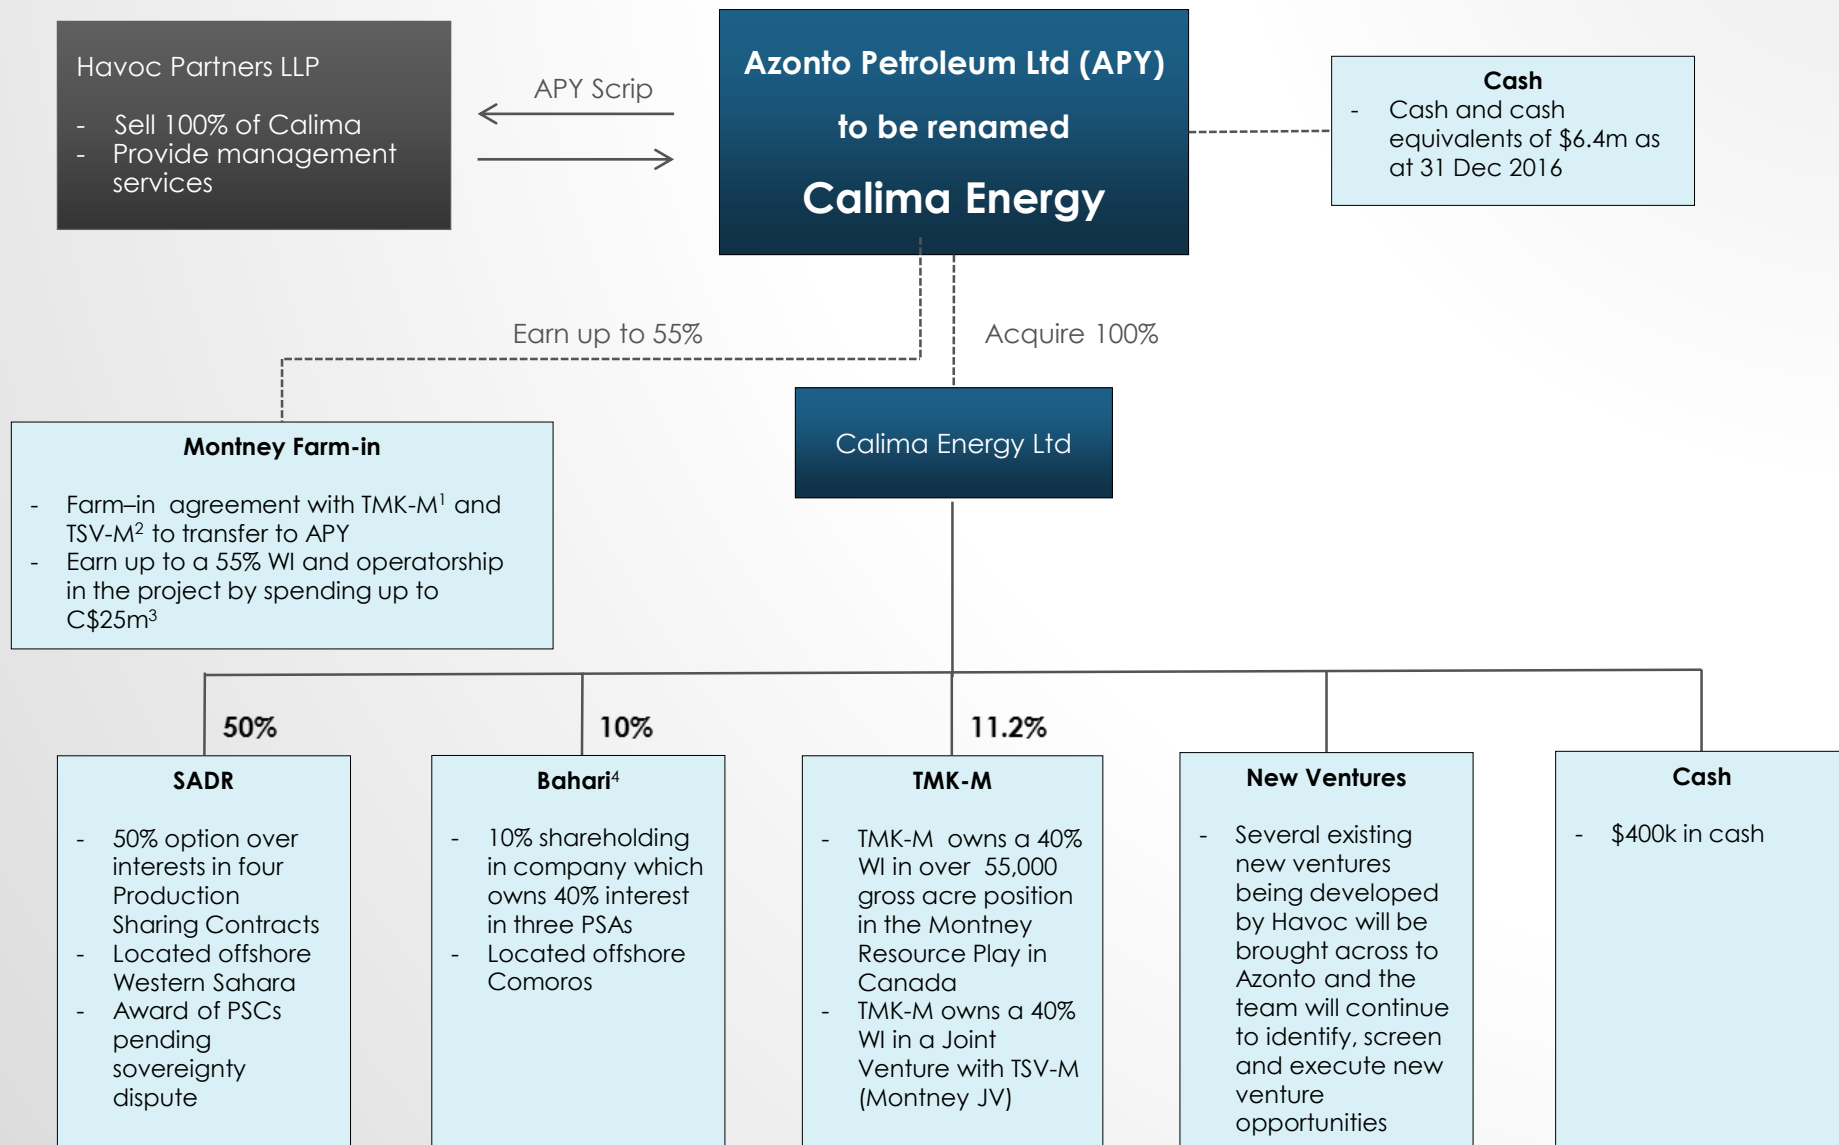 Havoc Partners LLP
- Sell 100% of Calima
- Provide management
services
APY Scrip
Azonto Petroleum Ltd (APY)
to be renamed
Calima Energy
Cash
- Cash and cash
equivalents of $6.4m as
at 31 Dec 2016
Earn up to 55%
Acquire 100%
Montney Farm-in
- Farm–in agreement with TMK-M¹ and
TSV-M² to transfer to APY
- Earn up to a 55% WI and operatorship
in the project by spending up to
C$25m³
Calima Energy Ltd
50%
SADR
- 50% option over
interests in four
Production
Sharing Contracts
- Located offshore
Western Sahara
- Award of PSCs
pending
sovereignty
dispute
10%
Bahari⁴
- 10% shareholding
in company which
owns 40% interest
in three PSAs
- Located offshore
Comoros
11.2%
TMK-M
- TMK-M owns a 40%
WI in over 55,000
gross acre position
in the Montney
Resource Play in
Canada
- TMK-M owns a 40%
WI in a Joint
Venture with TSV-M
(Montney JV)
New Ventures
- Several existing
new ventures
being developed
by Havoc will be
brought across to
Azonto and the
team will continue
to identify, screen
and execute new
venture
opportunities
Cash
- $400k in cash